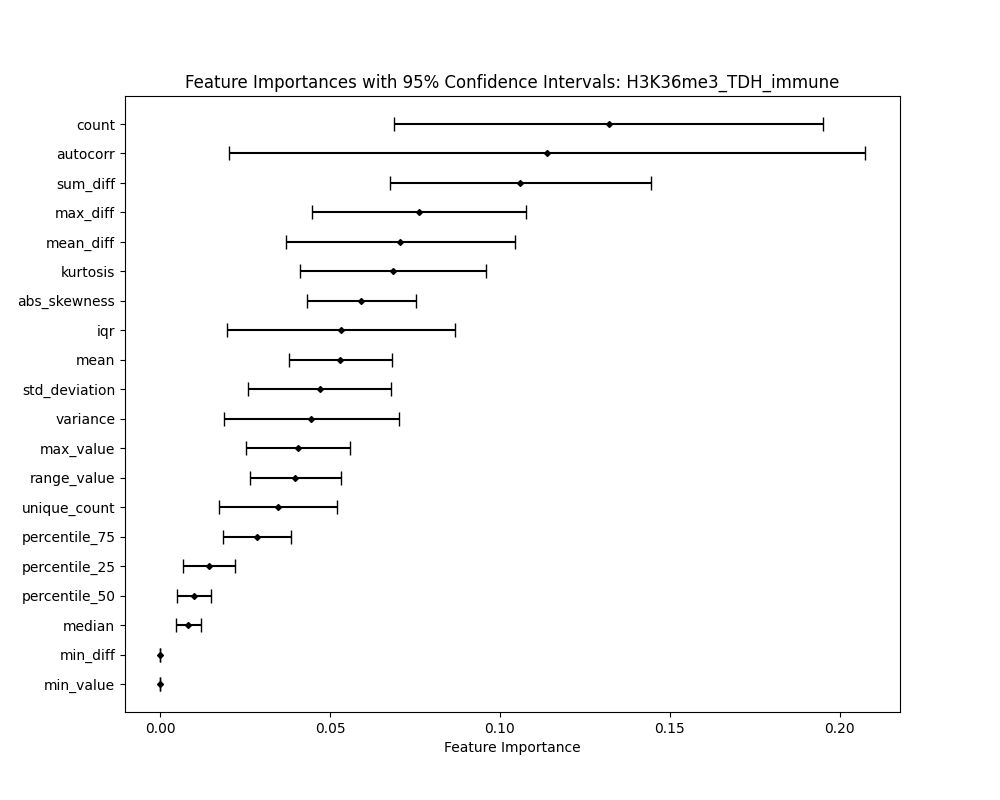 Feature Importances with 95% Confidence Intervals: H3K36me3_TDH_immune
count
autocorr
sum_diff
max_diff
mean_diff
kurtosis
abs_skewness
iqr
mean
std_deviation
variance
max_value
range_value
unique_count
percentile_75
percentile_25
percentile_50
median
min_diff
min_value
0.00 0.05 0.10 0.15 0.20
Feature Importance